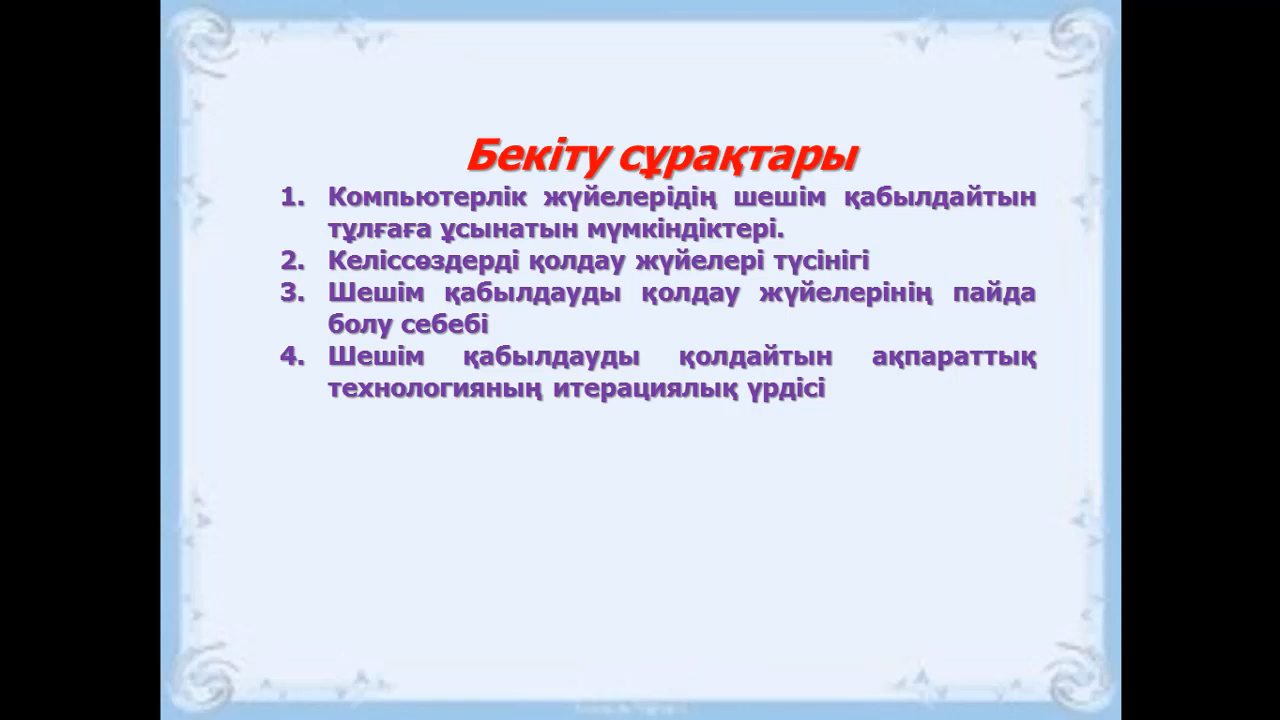 Бекіту сұрақтары
1. Компьютерлік жүйелерідің шешім қабылдайтын
тұлғаға ұсынатын мүмкіндіктері.
2. Келіссөздерді қолдау жүйелері түсінігі
3. Шешім қабылдауды қолдау жүйелерінің пайда
болу себебі
4. Шешім қабылдауды қолдайтын ақпараттық
технологияның итерациялық үрдісі